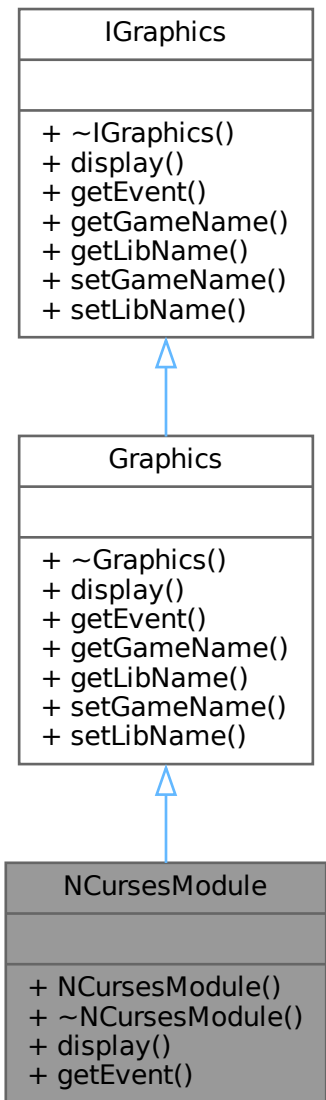 IGraphics
+ ~IGraphics()
+ display()
+ getEvent()
+ getGameName()
+ getLibName()
+ setGameName()
+ setLibName()
Graphics
+ ~Graphics()
+ display()
+ getEvent()
+ getGameName()
+ getLibName()
+ setGameName()
+ setLibName()
NCursesModule
+ NCursesModule()
+ ~NCursesModule()
+ display()
+ getEvent()